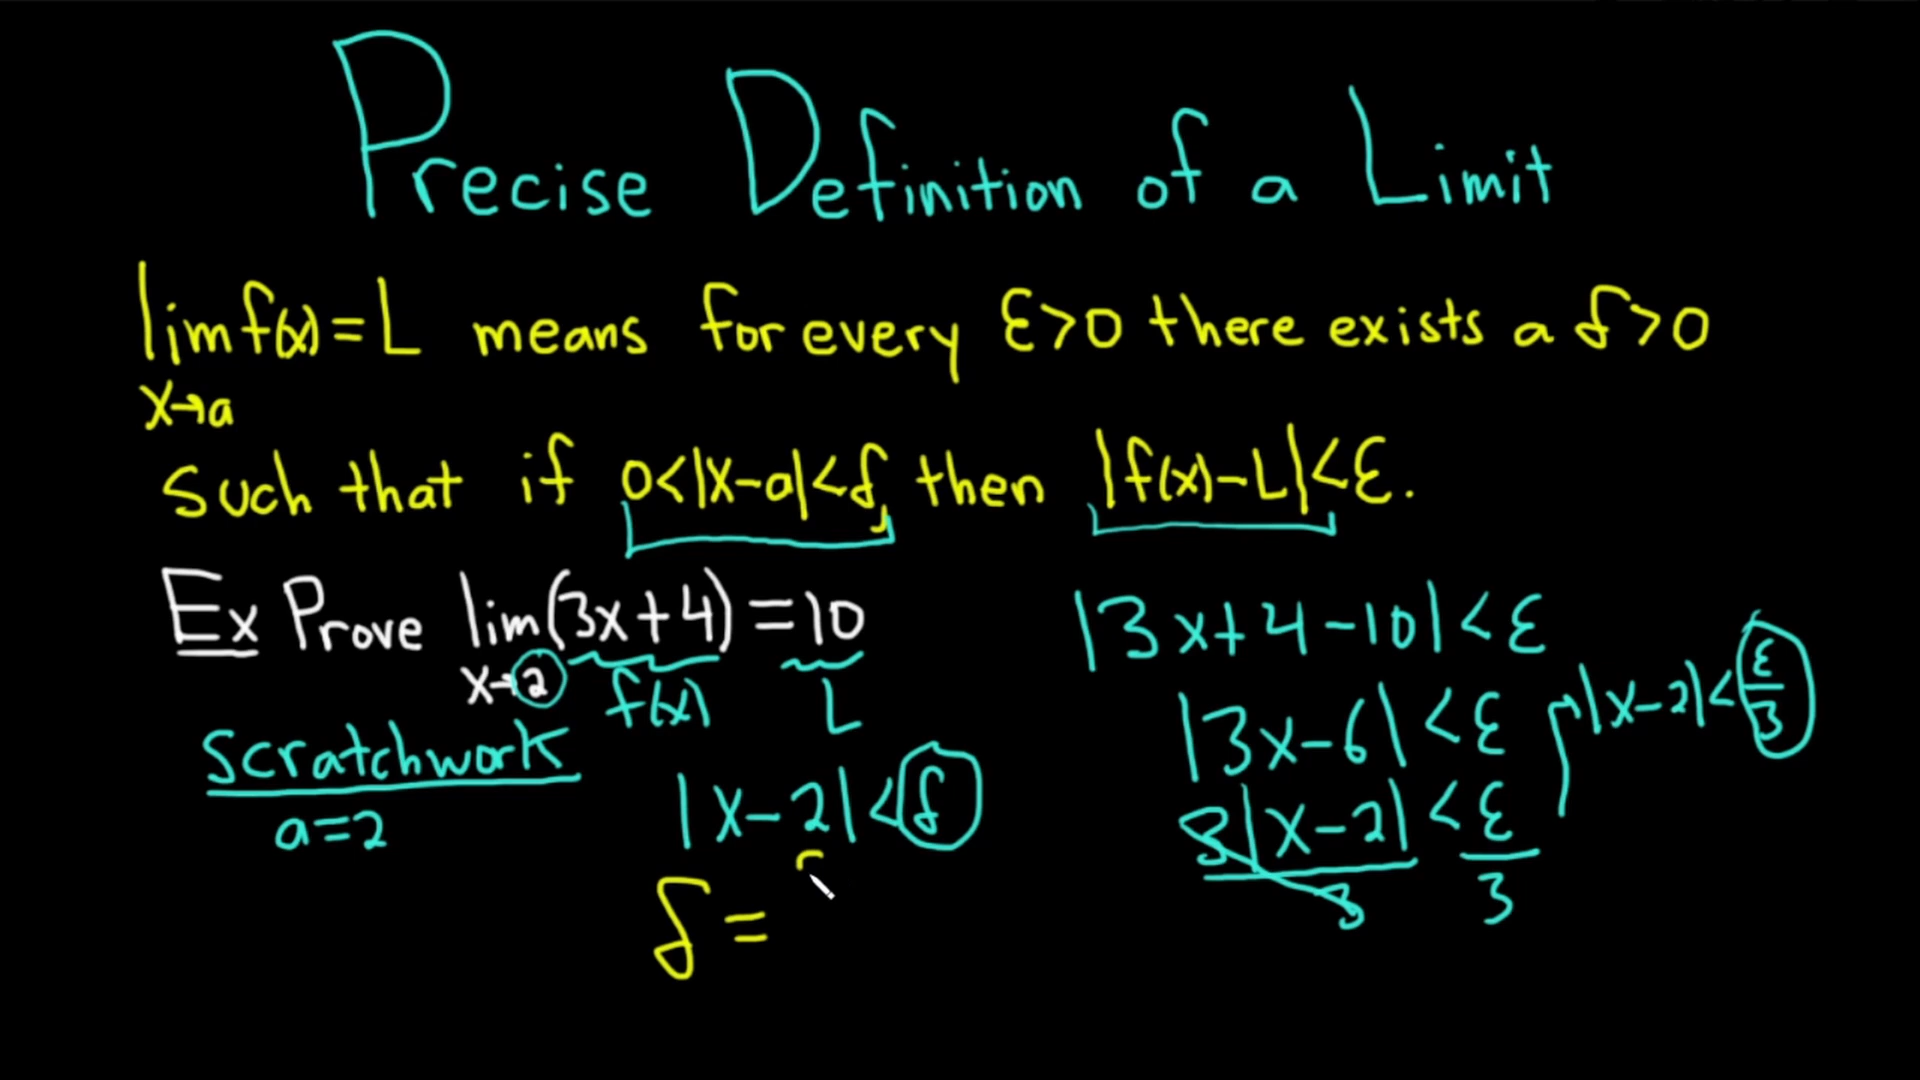 Precise Definition of a Limit
lim f(x) = L means for every ε>0 there exists a δ>0
x→a
Such that if 0<|x-a|<δ, then |f(x)-L|<ε.
Ex Prove lim (3x+4) = 10
x→2
f(x) L
Scratchwork
a=2
|x-2|<δ
δ=
|3x+4-10|<ε
|3x-6|<ε
3|x-2| < ε
3 3
|x-2|<ε/3